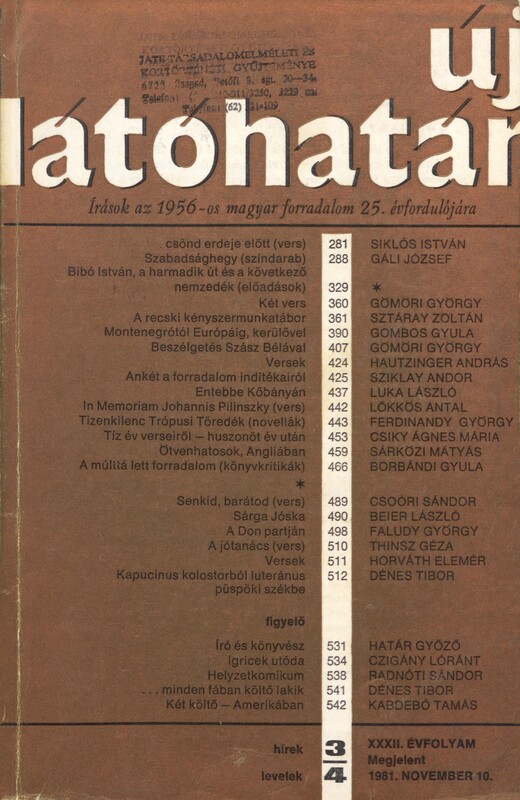 JATE TÁRSADALOMELMÉLETI ÉS
GYŰJTEMÉNYE
új
látóhatár
Írások az 1956-os magyar forradalom 25. évfordulójára
. csönd erdeje előtt (vers) 281 SIKLÓS ISTVÁN
Szabadsághegy (színdarab) 288 GÁLI JÓZSEF
Bibó István, a harmadik út és a következő
nemzedék (előadások) 329 *
Két vers 360 GÖMÖRI GYÖRGY
A recski kényszermunkatábor 361 SZTÁRAY ZOLTÁN
Montenegrótól Európáig, kerülővel 390 GOMBOS GYULA
Beszélgetés Szász Bélával 407 GÖMÖRI GYÖRGY
Versek 424 HAUTZINGER ANDRÁS
Ankét a forradalom indítékairól 425 SZIKLAY ANDOR
Entebbe Kőbányán 437 LUKA LÁSZLÓ
In Memoriam Johannis Pilinszky (vers) 442 LÖKKÖS ANTAL
Tizenkilenc Trópusi Töredék (novellák) 443 FERDINANDY GYÖRGY
Tíz év verseiről – huszonöt év után 453 CSIKY ÁGNES MÁRIA
Ötvenhatosok, Angliában 459 SÁRKÖZI MÁTYÁS
A múlttá lett forradalom (könyvkritikák) 466 BORBÁNDI GYULA
*
Senkid, barátod (vers) 489 CSOÓRI SÁNDOR
Sárga Jóska 490 BEIER LÁSZLÓ
A Don partján 498 FALUDY GYÖRGY
A jótanács (vers) 510 THINSZ GÉZA
Versek 511 HORVÁTH ELEMÉR
Kapucinus kolostorból luteránus 512 DÉNES TIBOR
püspöki székbe
figyelő
Író és könyvész 531 HATÁR GYŐZŐ
Igricek utóda 534 CZIGÁNY LÓRÁNT
Helyzetkomikum 538 RADNÓTI SÁNDOR
. . . minden fában költő lakik 541 DÉNES TIBOR
Két költő – Amerikában 542 KABDEBÓ TAMÁS
hírek 3 XXXII. ÉVFOLYAM
Megjelent
levelek 4 1981. NOVEMBER 10.